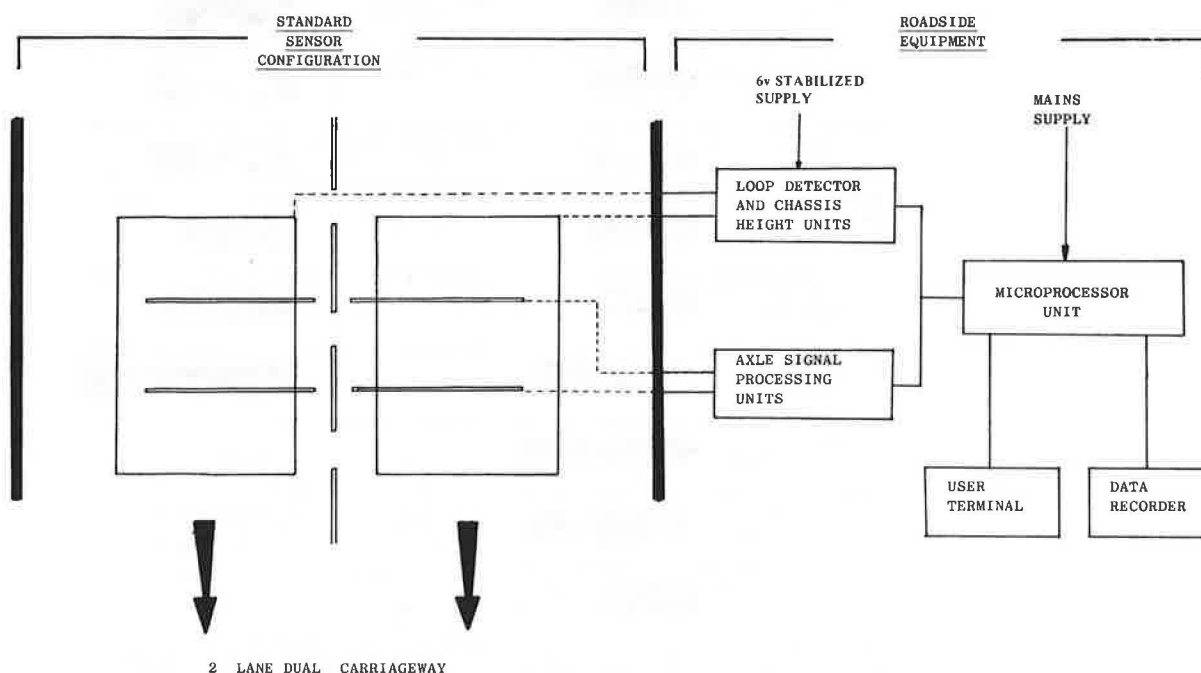 STANDARD
SENSOR
CONFIGURATION
ROADSIDE
EQUIPMENT
6v STABILIZED
SUPPLY
MAINS
SUPPLY
LOOP DETECTOR
AND CHASSIS
HEIGHT UNITS
MICROPROCESSOR
UNIT
AXLE SIGNAL
PROCESSING
UNITS
USER
TERMINAL
DATA
RECORDER
2 LANE DUAL CARRIAGEWAY